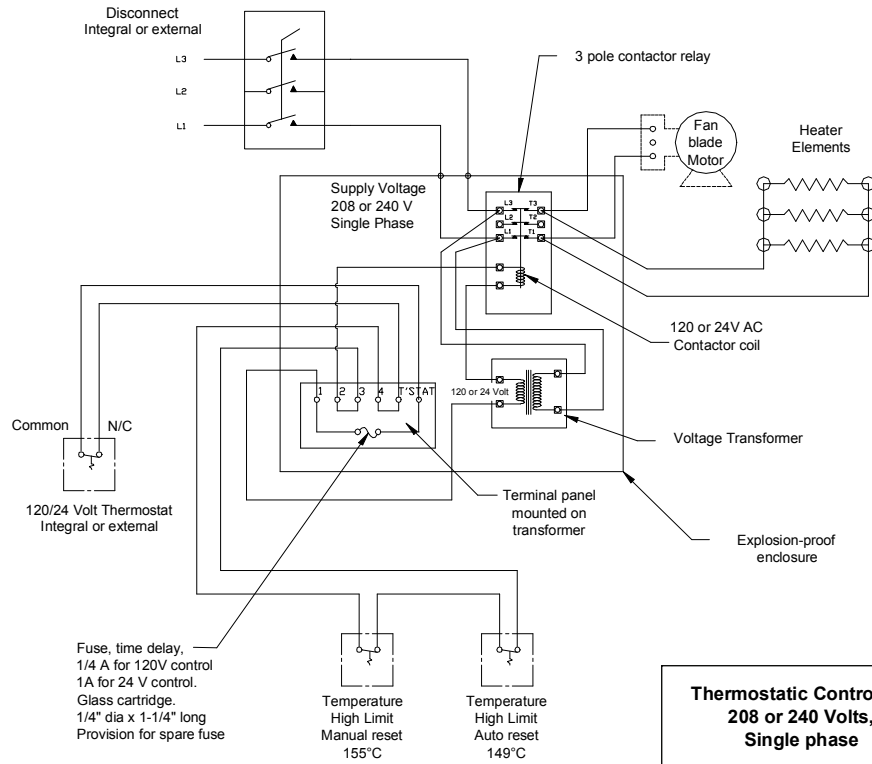 Disconnect
Integral or external
L3
L2
L1
3 pole contactor relay
Fan
blade
Motor
Heater
Elements
Supply Voltage
208 or 240 V
Single Phase
L3 T3
L2 T2
L1 T1
120 or 24V AC
Contactor coil
1 2 3 4 T'STAT
120 or 24 Volt
Voltage Transformer
Common N/C
120/24 Volt Thermostat
Integral or external
Terminal panel
mounted on
transformer
Explosion-proof
enclosure
Fuse, time delay,
1/4 A for 120V control
1A for 24 V control.
Glass cartridge.
1/4" dia x 1-1/4" long
Provision for spare fuse
Temperature
High Limit
Manual reset
155°C
Temperature
High Limit
Auto reset
149°C
Thermostatic Contro
208 or 240 Volts,
Single phase